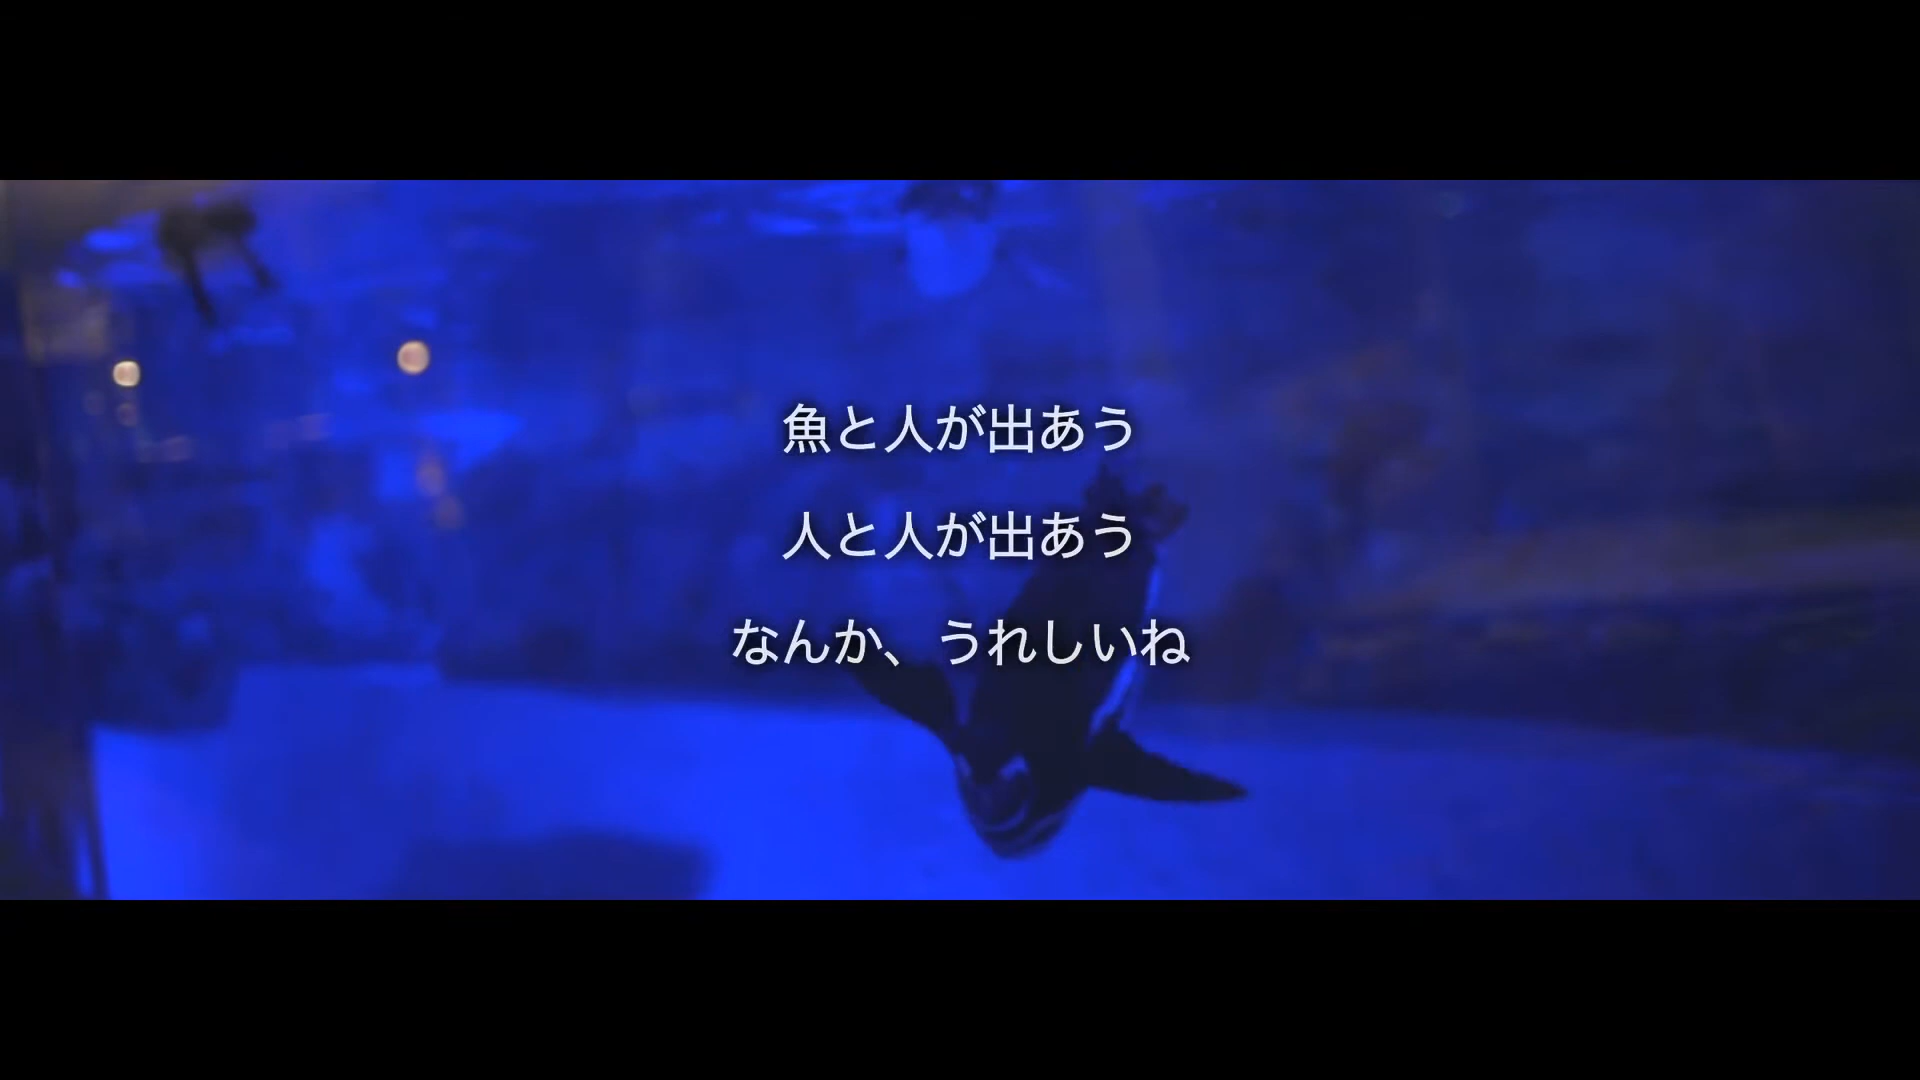 魚と人が出あう
人と人が出あう
なんか、うれしいね